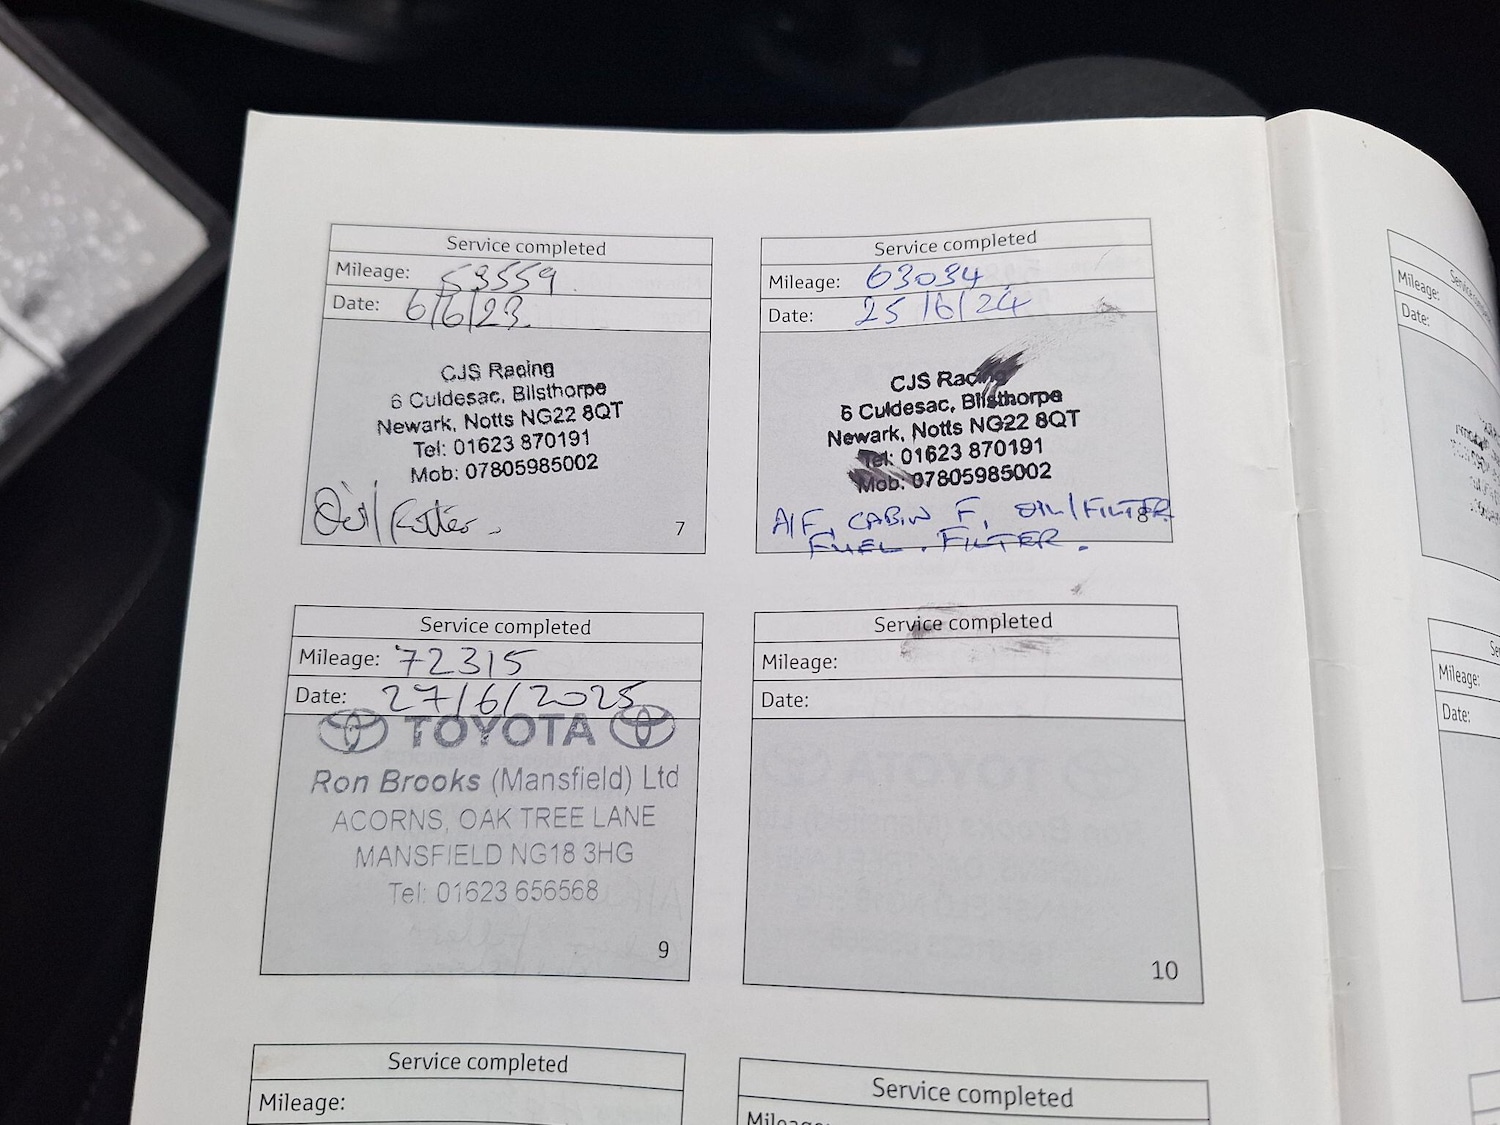 Service completed
Mileage: 53559
Date: 6/6/23.
CJS Racing
6 Culdesac, Bilsthorpe
Newark, Notts NG22 8QT
Tel: 01623 870191
Mob: 07805985002
Oil/Filter.
7
Service completed
Mileage: 63034
Date: 25/6/24
CJS Racing
6 Culdesac, Bilsthorpe
Newark, Notts NG22 8QT
Tel: 01623 870191
Mob: 07805985002
A/F, CABIN F, OIL/FILTER
FUEL. FILTER.
8
Service completed
Mileage: 72315
Date: 27/6/2025
TOYOTA
Ron Brooks (Mansfield) Ltd
ACORNS, OAK TREE LANE
MANSFIELD NG18 3HG
Tel: 01623 656568
9
Service completed
Mileage:
Date:
10
Service completed
Mileage:
Service completed
Mileage:
Mileage:
Date:
Mileage:
Date: